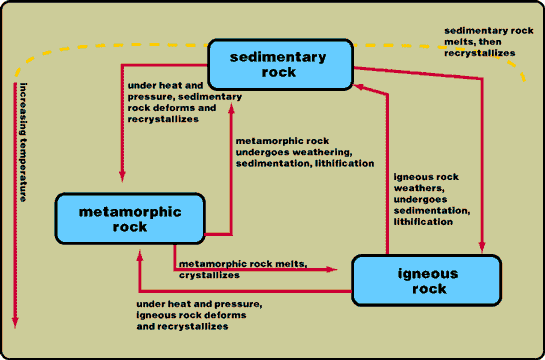 sedimentary rock
melts, then
recrystallizes
sedimentary
rock
increasing temperature
under heat and
pressure, sedimentary
rock deforms and
recrystallizes
metamorphic rock
undergoes weathering,
sedimentation, lithification
igneous rock
weathers,
undergoes
sedimentation,
lithification
metamorphic
rock
metamorphic rock melts,
crystallizes
igneous
rock
under heat and pressure,
igneous rock deforms
and recrystallizes